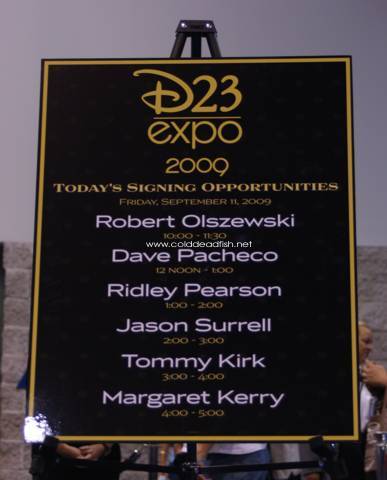 D23
expo
2009
TODAY'S SIGNING OPPORTUNITIES
FRIDAY, SEPTEMBER 11, 2009
Robert Olszewski
10:00 - 11:30
www.colddeadfish.net
Dave Pacheco
12 NOON - 1:00
Ridley Pearson
1:00 - 2:00
Jason Surrell
2:00 - 3:00
Tommy Kirk
3:00 - 4:00
Margaret Kerry
4:00 - 5:00